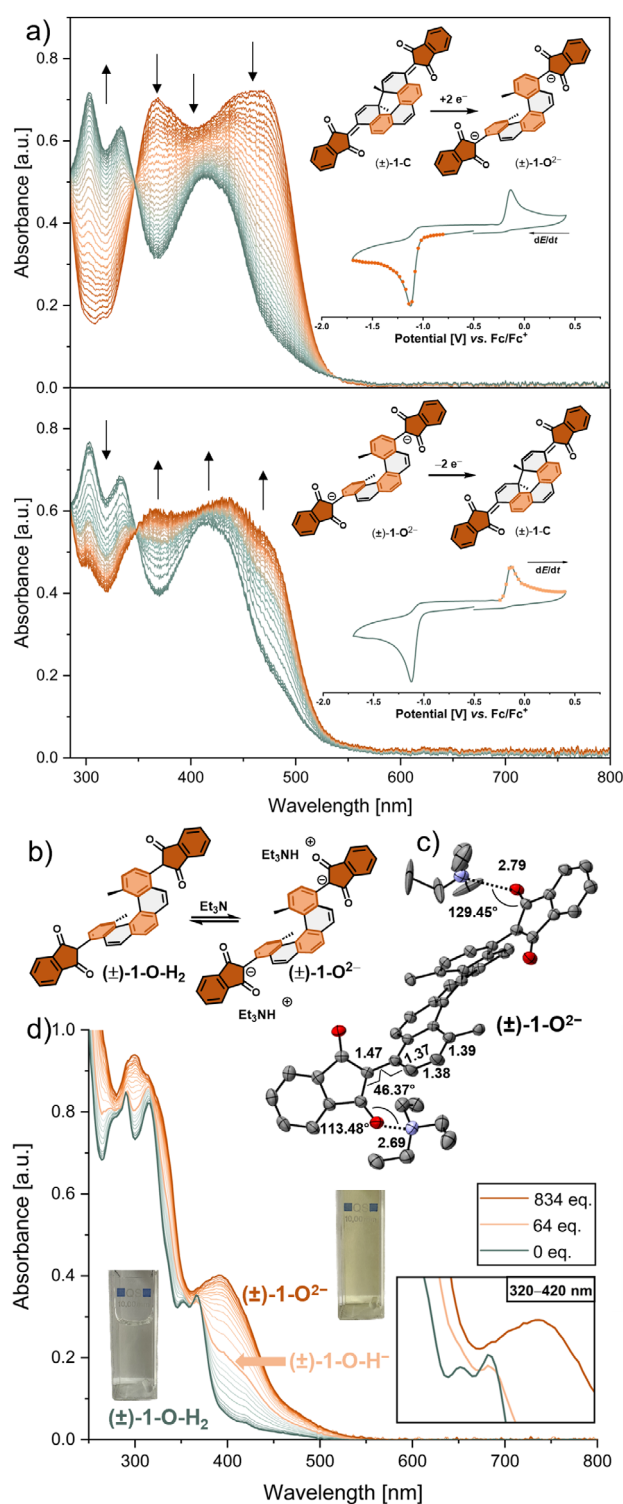 a)
0.8
0.6
0.4
0.2
0.0
Absorbance [a.u.]
O
O
O
O
(±)-1-C
+2 e⁻
O
⊖
O
O
⊖
O
(±)-1-O²⁻
dE/dt
-2.0 -1.5 -1.0 -0.5 0.0 0.5
Potential [V] vs. Fc/Fc⁺
0.8
0.6
0.4
0.2
0.0
Absorbance [a.u.]
O
⊖
O
O
⊖
O
(±)-1-O²⁻
−2 e⁻
O
O
O
O
(±)-1-C
dE/dt
-2.0 -1.5 -1.0 -0.5 0.0 0.5
Potential [V] vs. Fc/Fc⁺
300 400 500 600 700 800
Wavelength [nm]
b)
O
O
O
O
(±)-1-O-H₂
Et₃N
Et₃NH ⊕
O
⊖
O
O
⊖
O
(±)-1-O²⁻
Et₃NH ⊕
c)
2.79
129.45°
(±)-1-O²⁻
1.47
1.37
1.39
1.38
46.37°
113.48°
2.69
d)
1.0
0.8
0.6
0.4
0.2
0.0
Absorbance [a.u.]
834 eq.
64 eq.
0 eq.
320–420 nm
(±)-1-O²⁻
(±)-1-O-H⁻
(±)-1-O-H₂
300 400 500 600 700 800
Wavelength [nm]